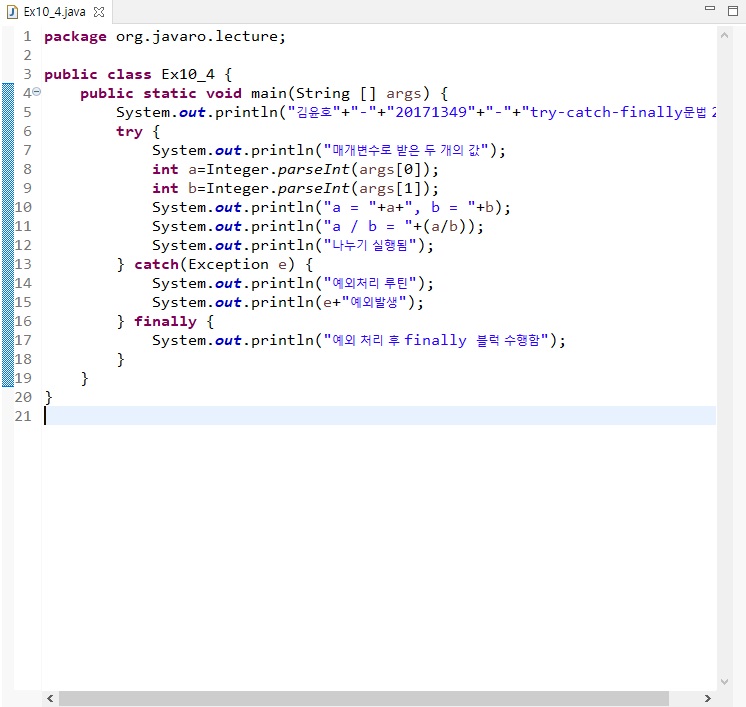 Ex10_4.java
1 package org.javaro.lecture;
2
3 public class Ex10_4 {
4     public static void main(String [] args) {
5         System.out.println("김윤호"+"-"+"20171349"+"-"+"try-catch-finally문법
6         try {
7             System.out.println("매개변수로 받은 두 개의 값");
8             int a=Integer.parseInt(args[0]);
9             int b=Integer.parseInt(args[1]);
10             System.out.println("a = "+a+", b = "+b);
11             System.out.println("a / b = "+(a/b));
12             System.out.println("나누기 실행됨");
13         } catch(Exception e) {
14             System.out.println("예외처리 루틴");
15             System.out.println(e+"예외발생");
16         } finally {
17             System.out.println("예외 처리 후 finally 블럭 수행함");
18         }
19     }
20 }
21